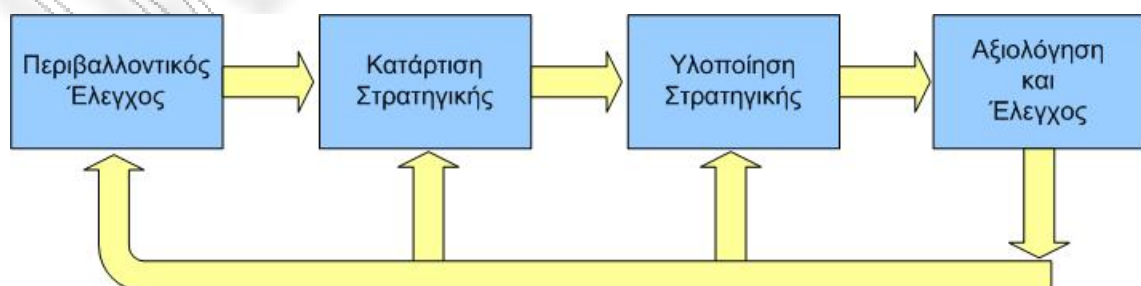 Περιβαλλοντικός
Έλεγχος
Κατάρτιση
Στρατηγικής
Υλοποίηση
Στρατηγικής
Αξιολόγηση
και
Έλεγχος